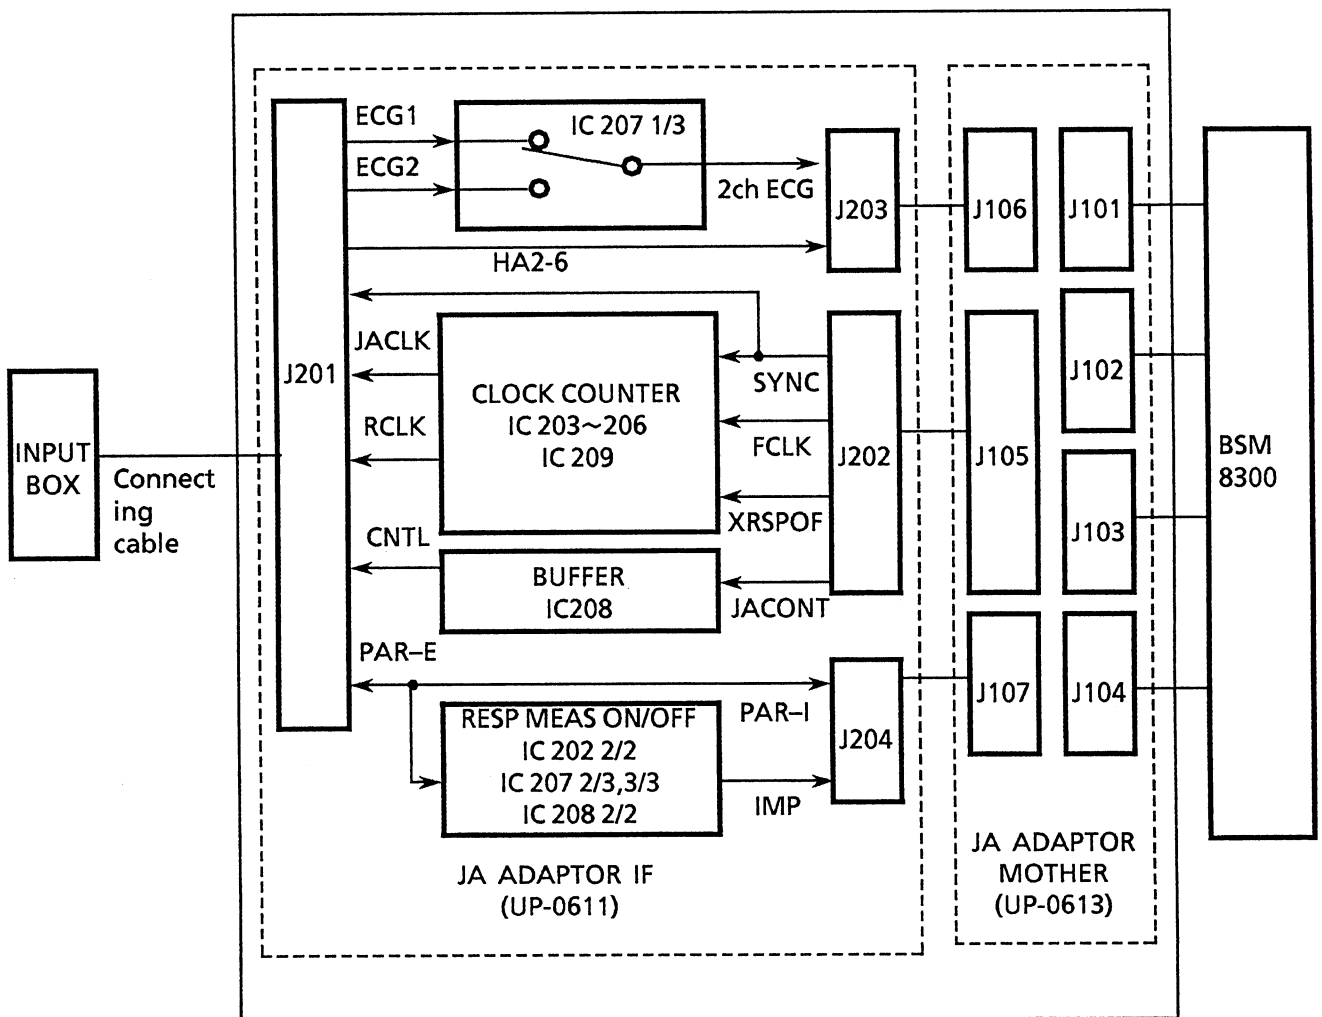 ECG1
IC 207 1/3
ECG2
2ch ECG
J203
J106
J101
HA2-6
JACLK
J201
SYNC
J102
CLOCK COUNTER
IC 203~206
IC 209
RCLK
FCLK
J202
J105
BSM
8300
INPUT
BOX
Connect
ing
cable
XRSPOF
J103
CNTL
BUFFER
IC208
JACONT
PAR–E
PAR–I
J107
J104
RESP MEAS ON/OFF
IC 202 2/2
IC 207 2/3,3/3
IC 208 2/2
J204
IMP
JA ADAPTOR IF
(UP-0611)
JA ADAPTOR
MOTHER
(UP-0613)